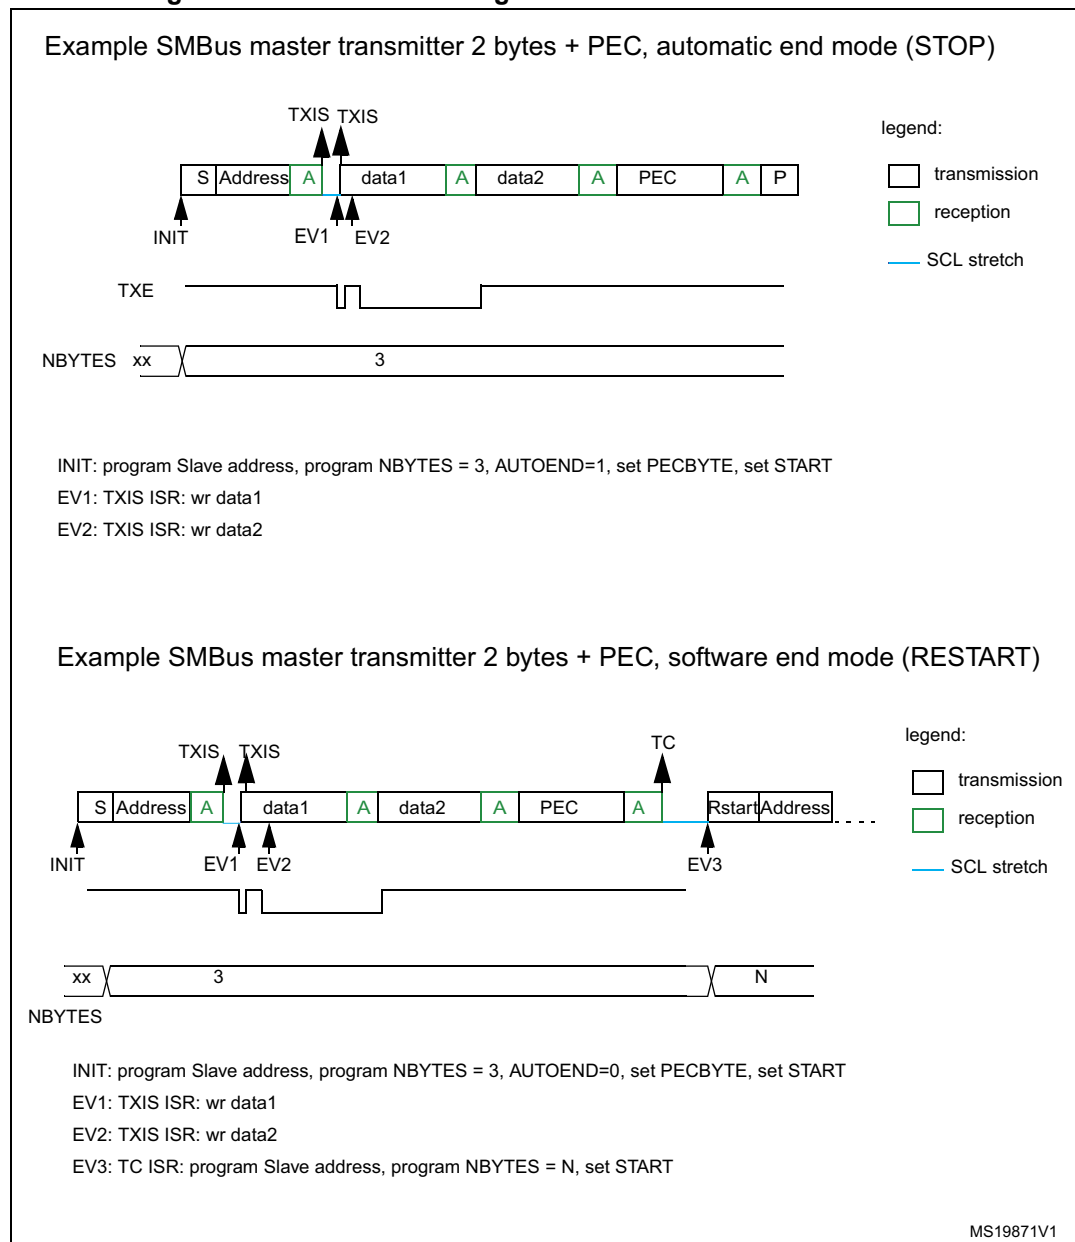 Example SMBus master transmitter 2 bytes + PEC, automatic end mode (STOP)
TXIS TXIS
legend:
S Address A data1 A data2 A PEC A P
transmission
reception
INIT EV1 EV2
SCL stretch
TXE
NBYTES xx 3
INIT: program Slave address, program NBYTES = 3, AUTOEND=1, set PECBYTE, set START
EV1: TXIS ISR: wr data1
EV2: TXIS ISR: wr data2
Example SMBus master transmitter 2 bytes + PEC, software end mode (RESTART)
TXIS TXIS TC
legend:
transmission
S Address A data1 A data2 A PEC A Rstart Address
reception
INIT EV1 EV2 EV3
SCL stretch
xx 3 N
NBYTES
INIT: program Slave address, program NBYTES = 3, AUTOEND=0, set PECBYTE, set START
EV1: TXIS ISR: wr data1
EV2: TXIS ISR: wr data2
EV3: TC ISR: program Slave address, program NBYTES = N, set START
MS19871V1